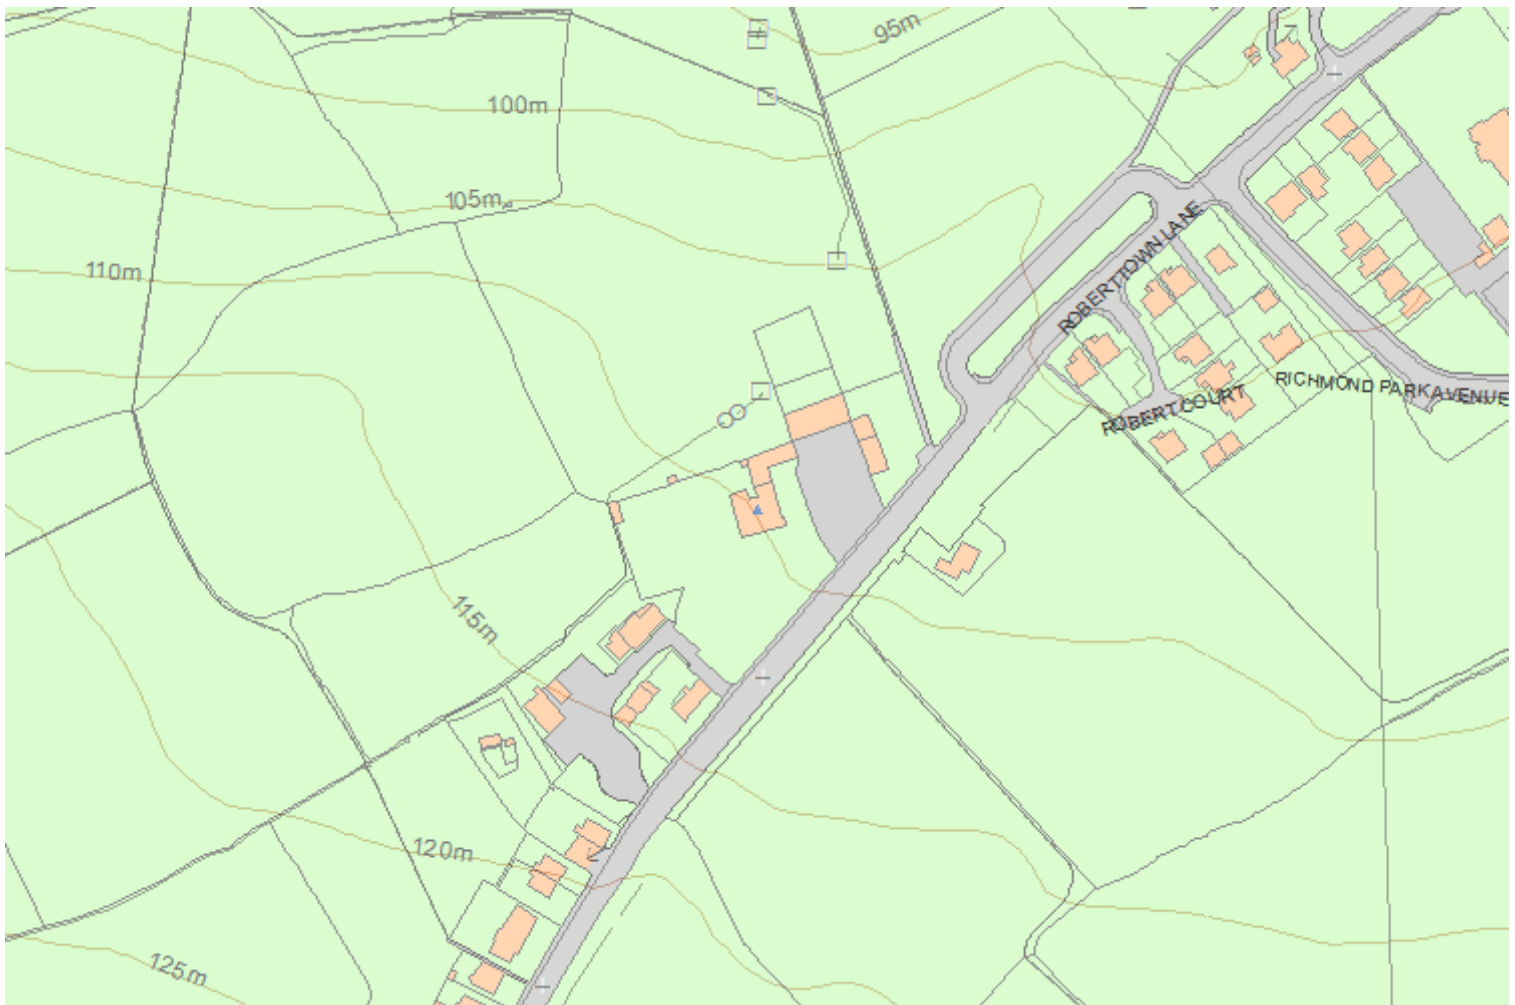 95m
100m
105m
110m
ROBERTTOWN LANE
RICHMOND PARK AVENUE
ROBERT COURT
115m
120m
125m